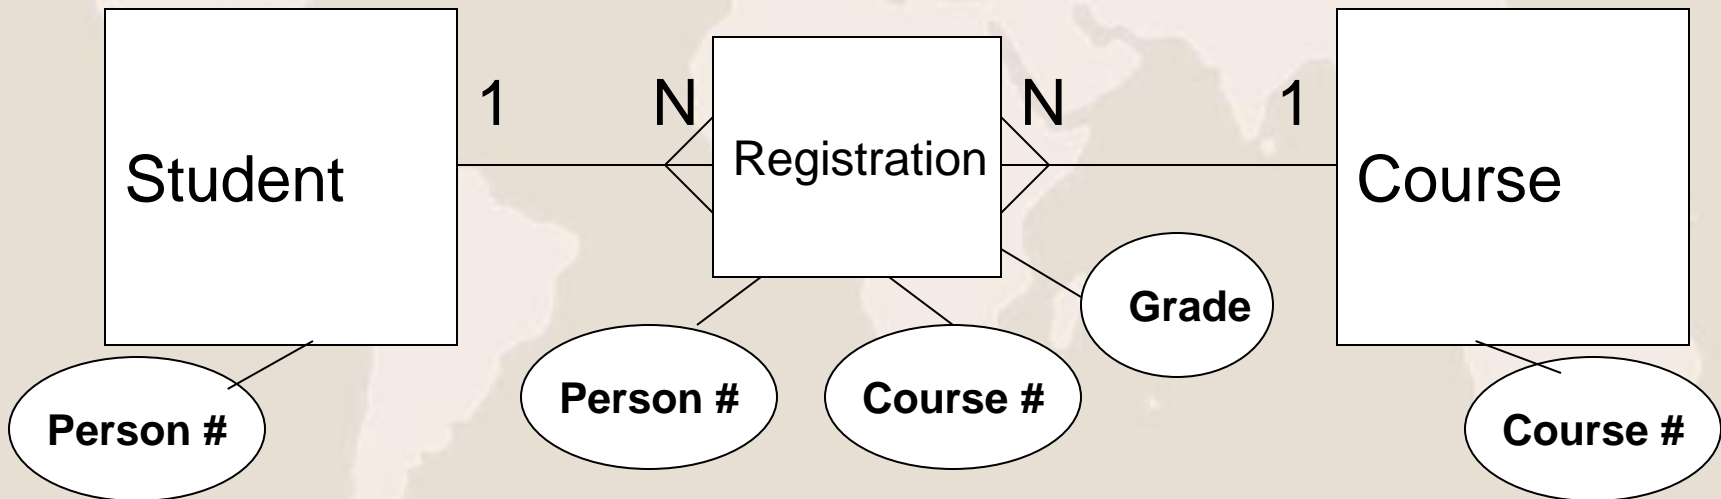 1
N
N
1
Student
Registration
Course
Grade
Person #
Person #
Course #
Course #